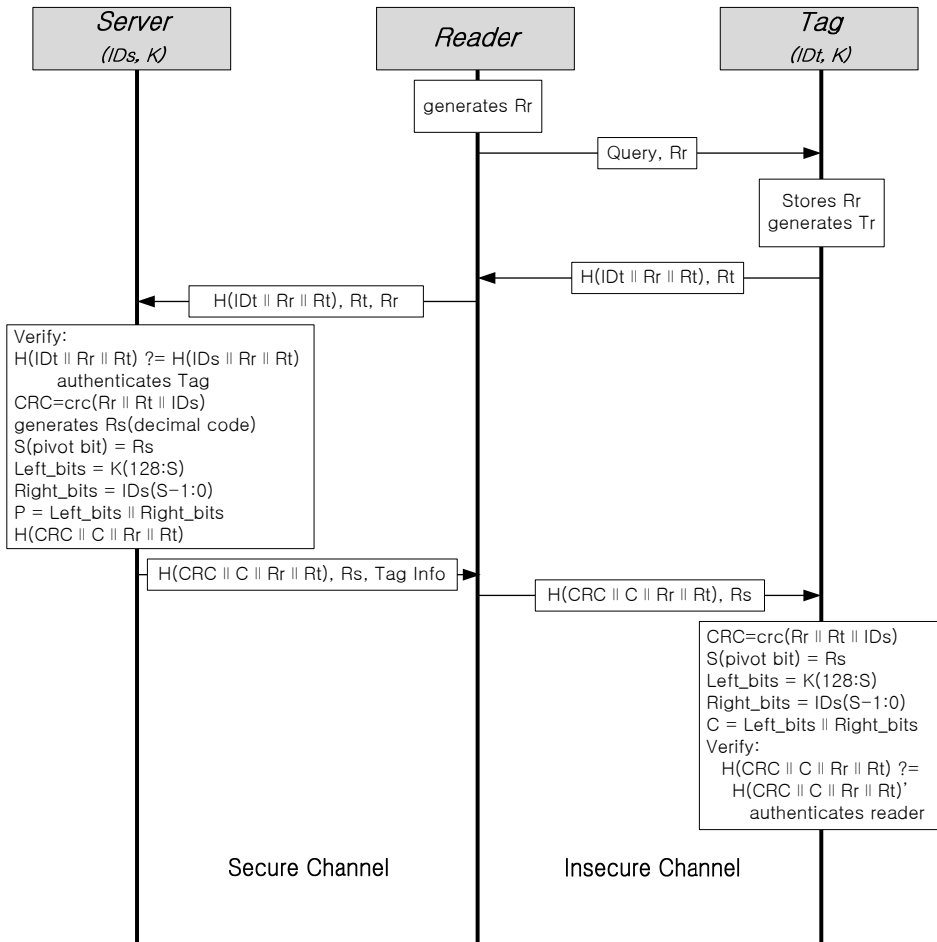 Server
(IDs, K)
Reader
Tag
(IDt, K)
generates Rr
Query, Rr
Stores Rr
generates Tr
H(IDt ∥ Rr ∥ Rt), Rt
H(IDt ∥ Rr ∥ Rt), Rt, Rr
Verify:
H(IDt ∥ Rr ∥ Rt) ?= H(IDs ∥ Rr ∥ Rt)
authenticates Tag
CRC=crc(Rr ∥ Rt ∥ IDs)
generates Rs(decimal code)
S(pivot bit) = Rs
Left_bits = K(128:S)
Right_bits = IDs(S-1:0)
P = Left_bits ∥ Right_bits
H(CRC ∥ C ∥ Rr ∥ Rt)
H(CRC ∥ C ∥ Rr ∥ Rt), Rs, Tag Info
H(CRC ∥ C ∥ Rr ∥ Rt), Rs
CRC=crc(Rr ∥ Rt ∥ IDs)
S(pivot bit) = Rs
Left_bits = K(128:S)
Right_bits = IDs(S-1:0)
C = Left_bits ∥ Right_bits
Verify:
H(CRC ∥ C ∥ Rr ∥ Rt) ?=
H(CRC ∥ C ∥ Rr ∥ Rt)’
authenticates reader
Secure Channel
Insecure Channel